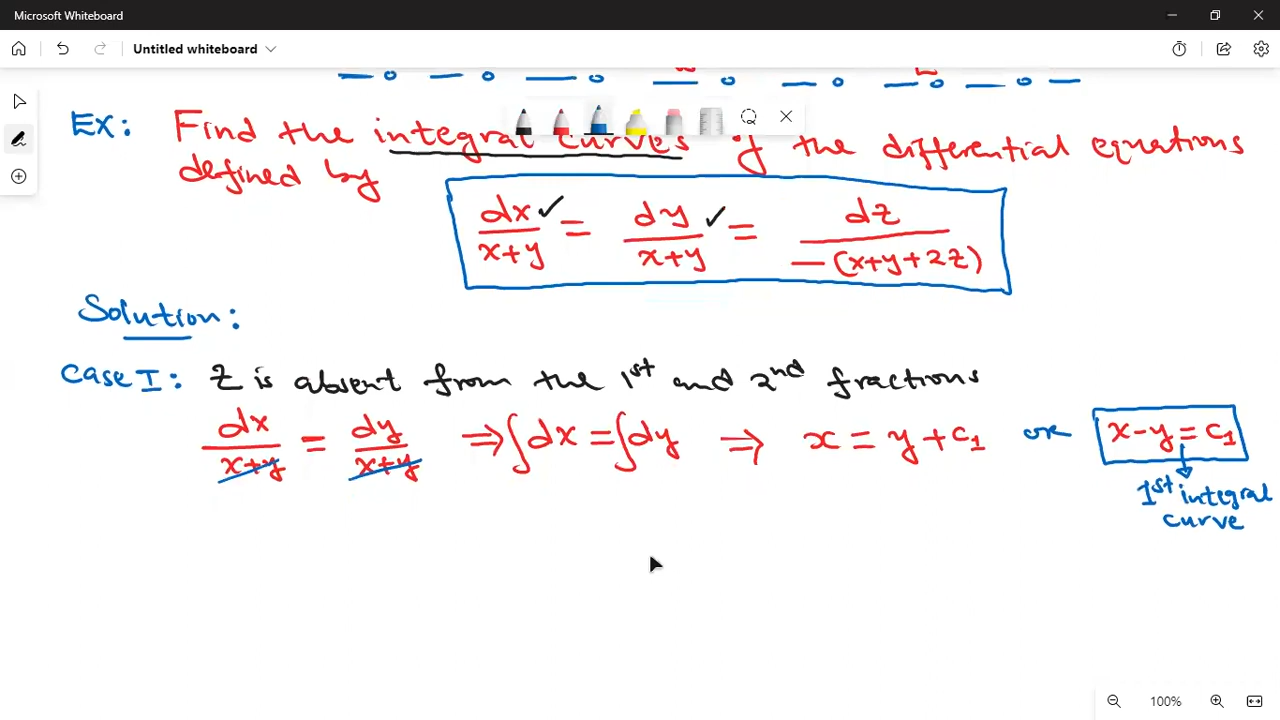 Microsoft Whiteboard
Untitled whiteboard
Ex: Find the integral curves of the differential equations
defined by
dx/(x+y) = dy/(x+y) = dz/(-(x+y+2z))
Solution:
Case I: Z is absent from the 1st and 2nd fractions
dx/(x+y) = dy/(x+y) ⇒ ∫dx = ∫dy ⇒ x = y + c₁ or x-y = c₁
1st integral
curve
100%